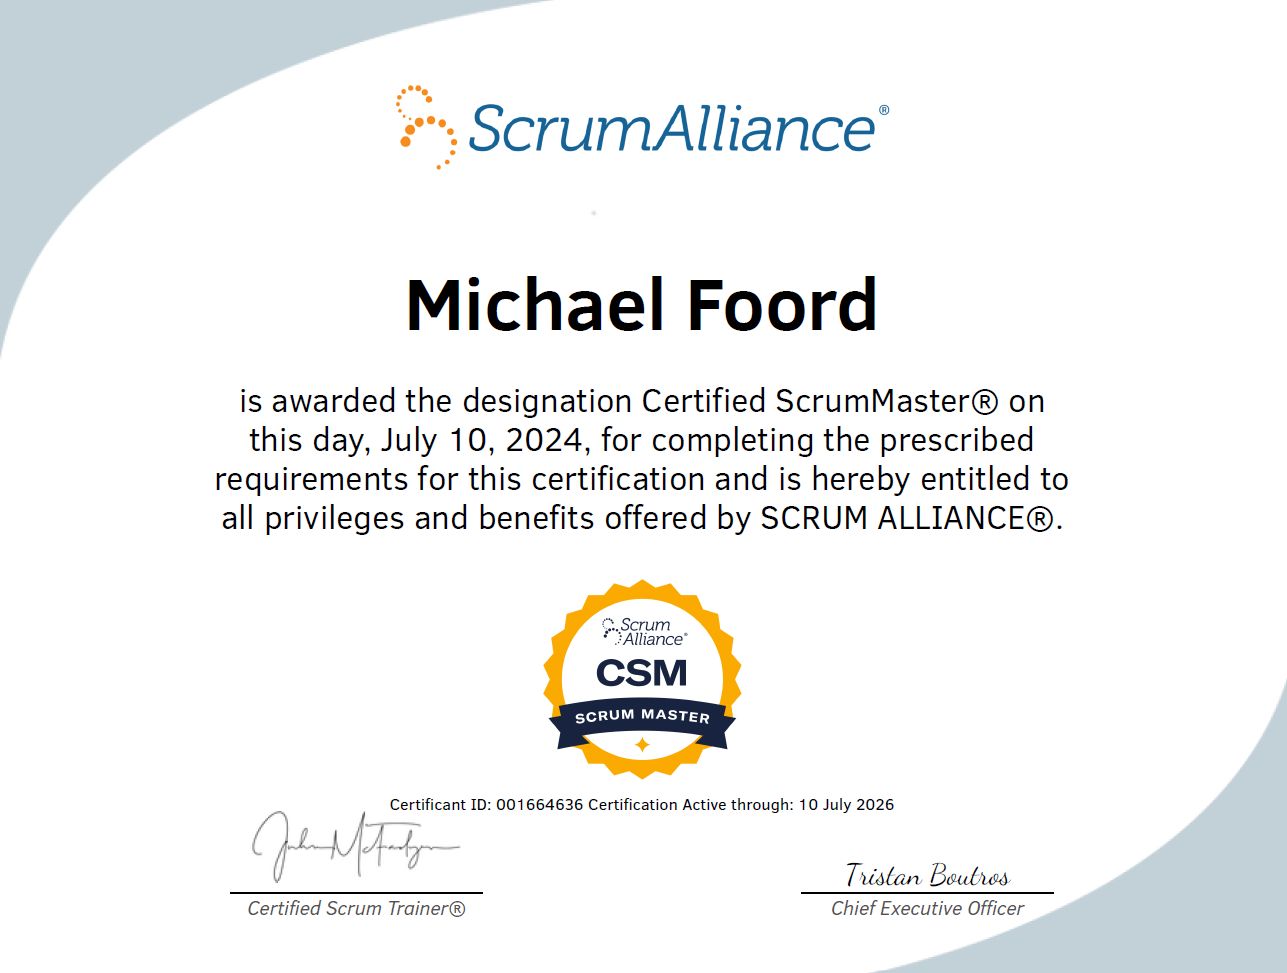 ScrumAlliance®
Michael Foord
is awarded the designation Certified ScrumMaster® on
this day, July 10, 2024, for completing the prescribed
requirements for this certification and is hereby entitled to
all privileges and benefits offered by SCRUM ALLIANCE®.
Scrum
Alliance®
CSM
SCRUM MASTER
Certificant ID: 001664636 Certification Active through: 10 July 2026
Tristan Boutros
Certified Scrum Trainer®
Chief Executive Officer